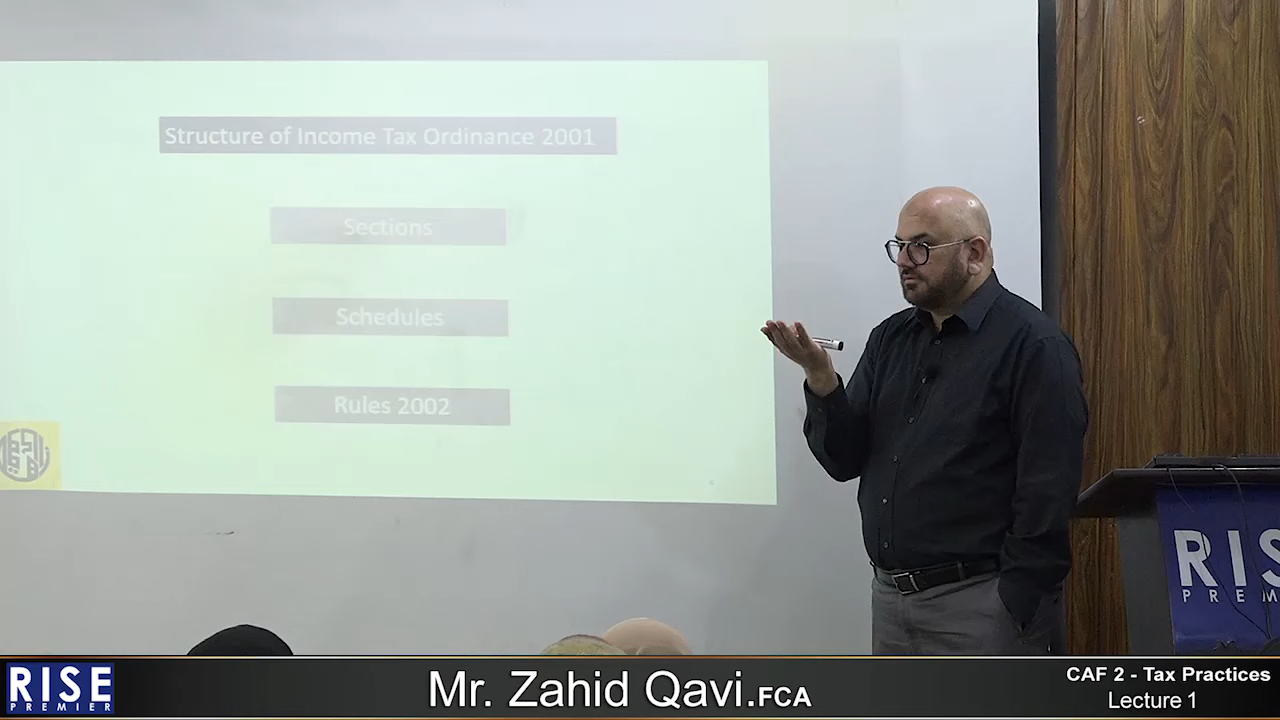 Structure of Income Tax Ordinance 2001
Sections
Schedules
Rules 2002
RIS
PREM
RISE
PREMIER
Mr. Zahid Qavi.FCA
CAF 2 - Tax Practices
Lecture 1